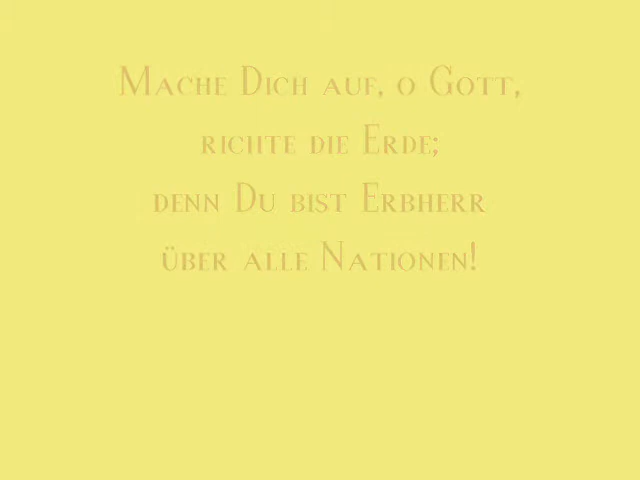 Mache Dich auf, o Gott,
richte die Erde;
denn Du bist Erbherr
über alle Nationen!